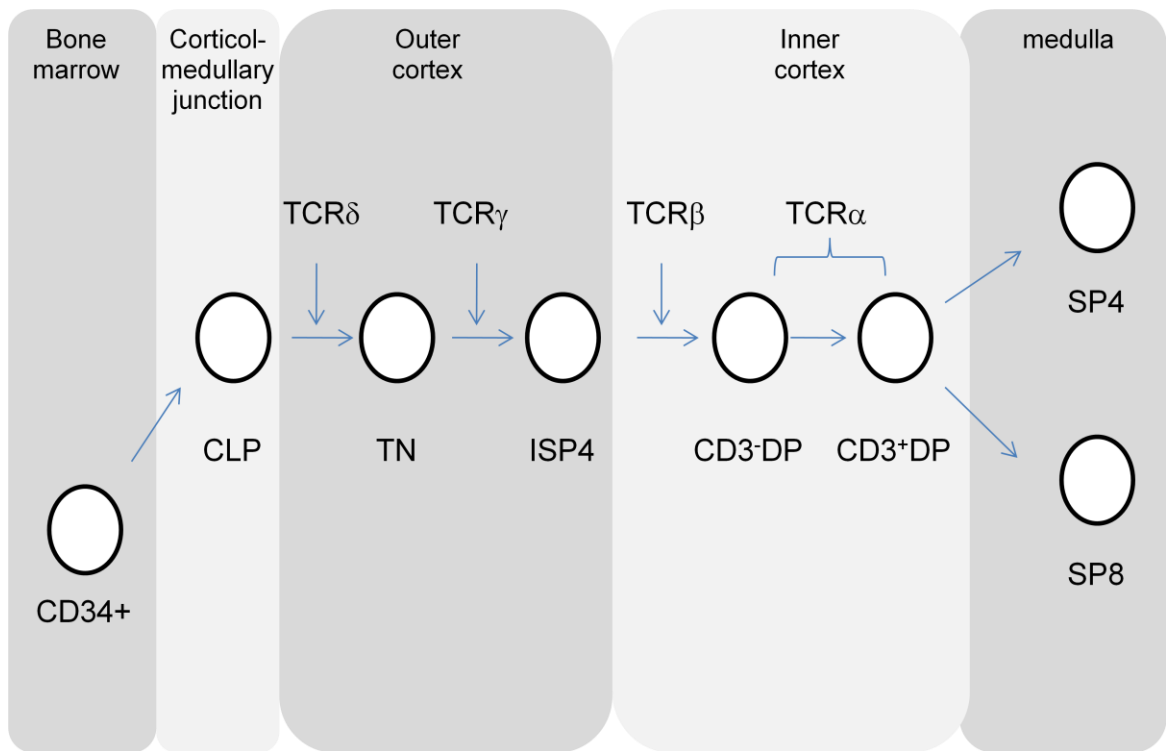 Bone
marrow
Corticol-
medullary
junction
Outer
cortex
Inner
cortex
medulla
TCRδ
TCRγ
TCRβ
TCRα
SP4
CLP
TN
ISP4
CD3⁻DP
CD3⁺DP
CD34+
SP8